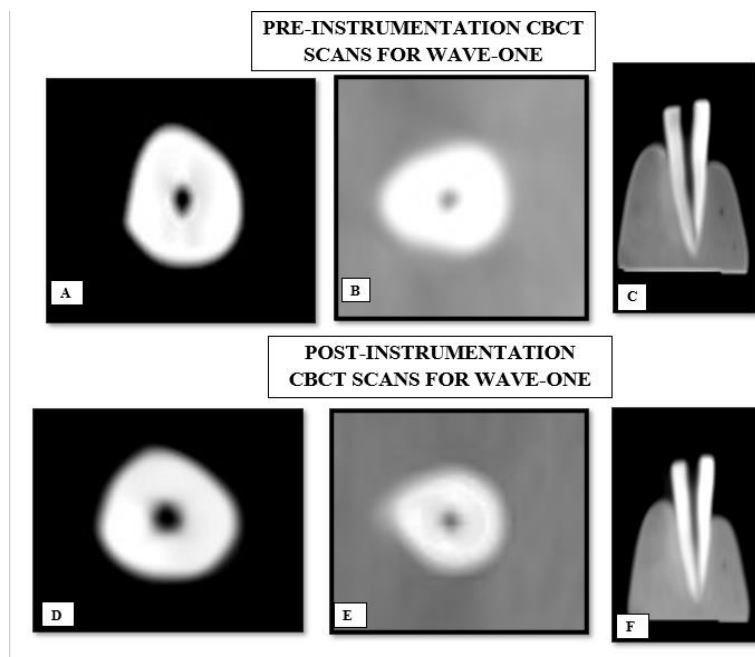 PRE-INSTRUMENTATION CBCT
SCANS FOR WAVE-ONE
A
B
C
POST-INSTRUMENTATION
CBCT SCANS FOR WAVE-ONE
D
E
F